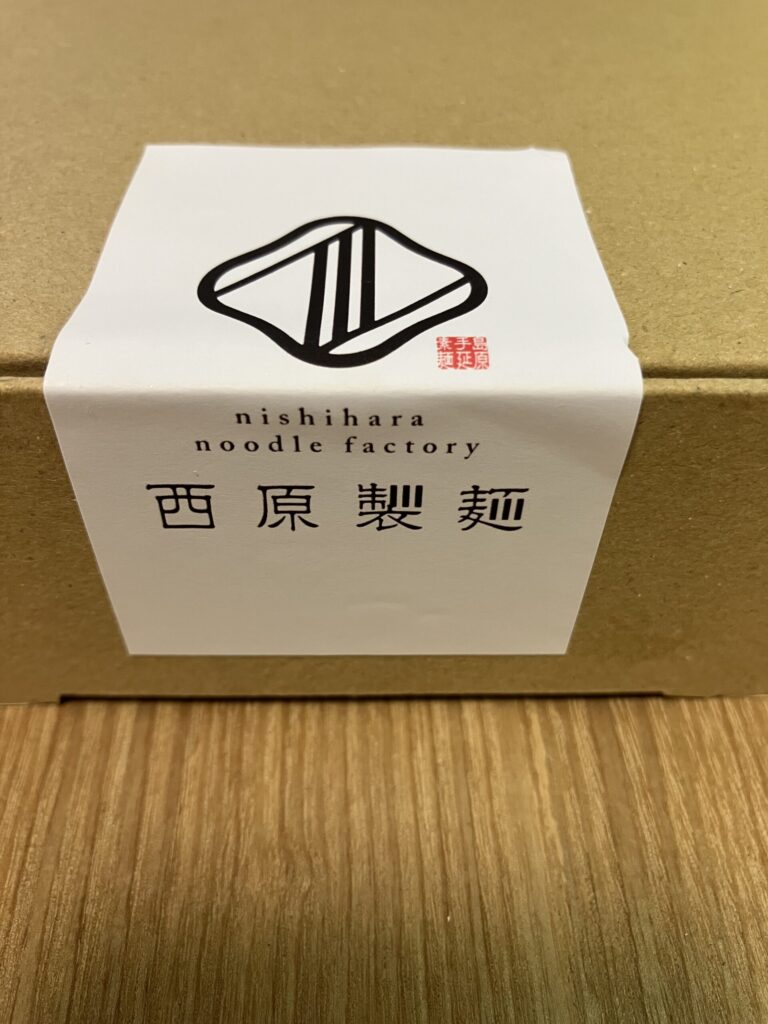 島原
手延
素麺
nishihara
noodle factory
西原製麺